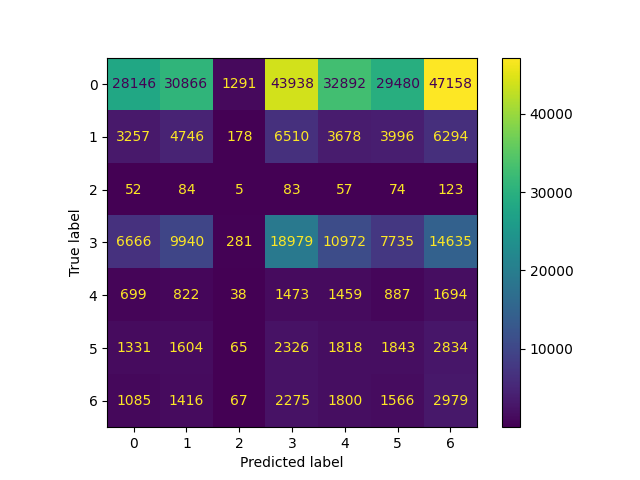 0 28146 30866 1291 43938 32892 29480 47158
1 3257 4746 178 6510 3678 3996 6294
2 52 84 5 83 57 74 123
3 6666 9940 281 18979 10972 7735 14635
4 699 822 38 1473 1459 887 1694
5 1331 1604 65 2326 1818 1843 2834
6 1085 1416 67 2275 1800 1566 2979
0 1 2 3 4 5 6
Predicted label
True label
40000
30000
20000
10000